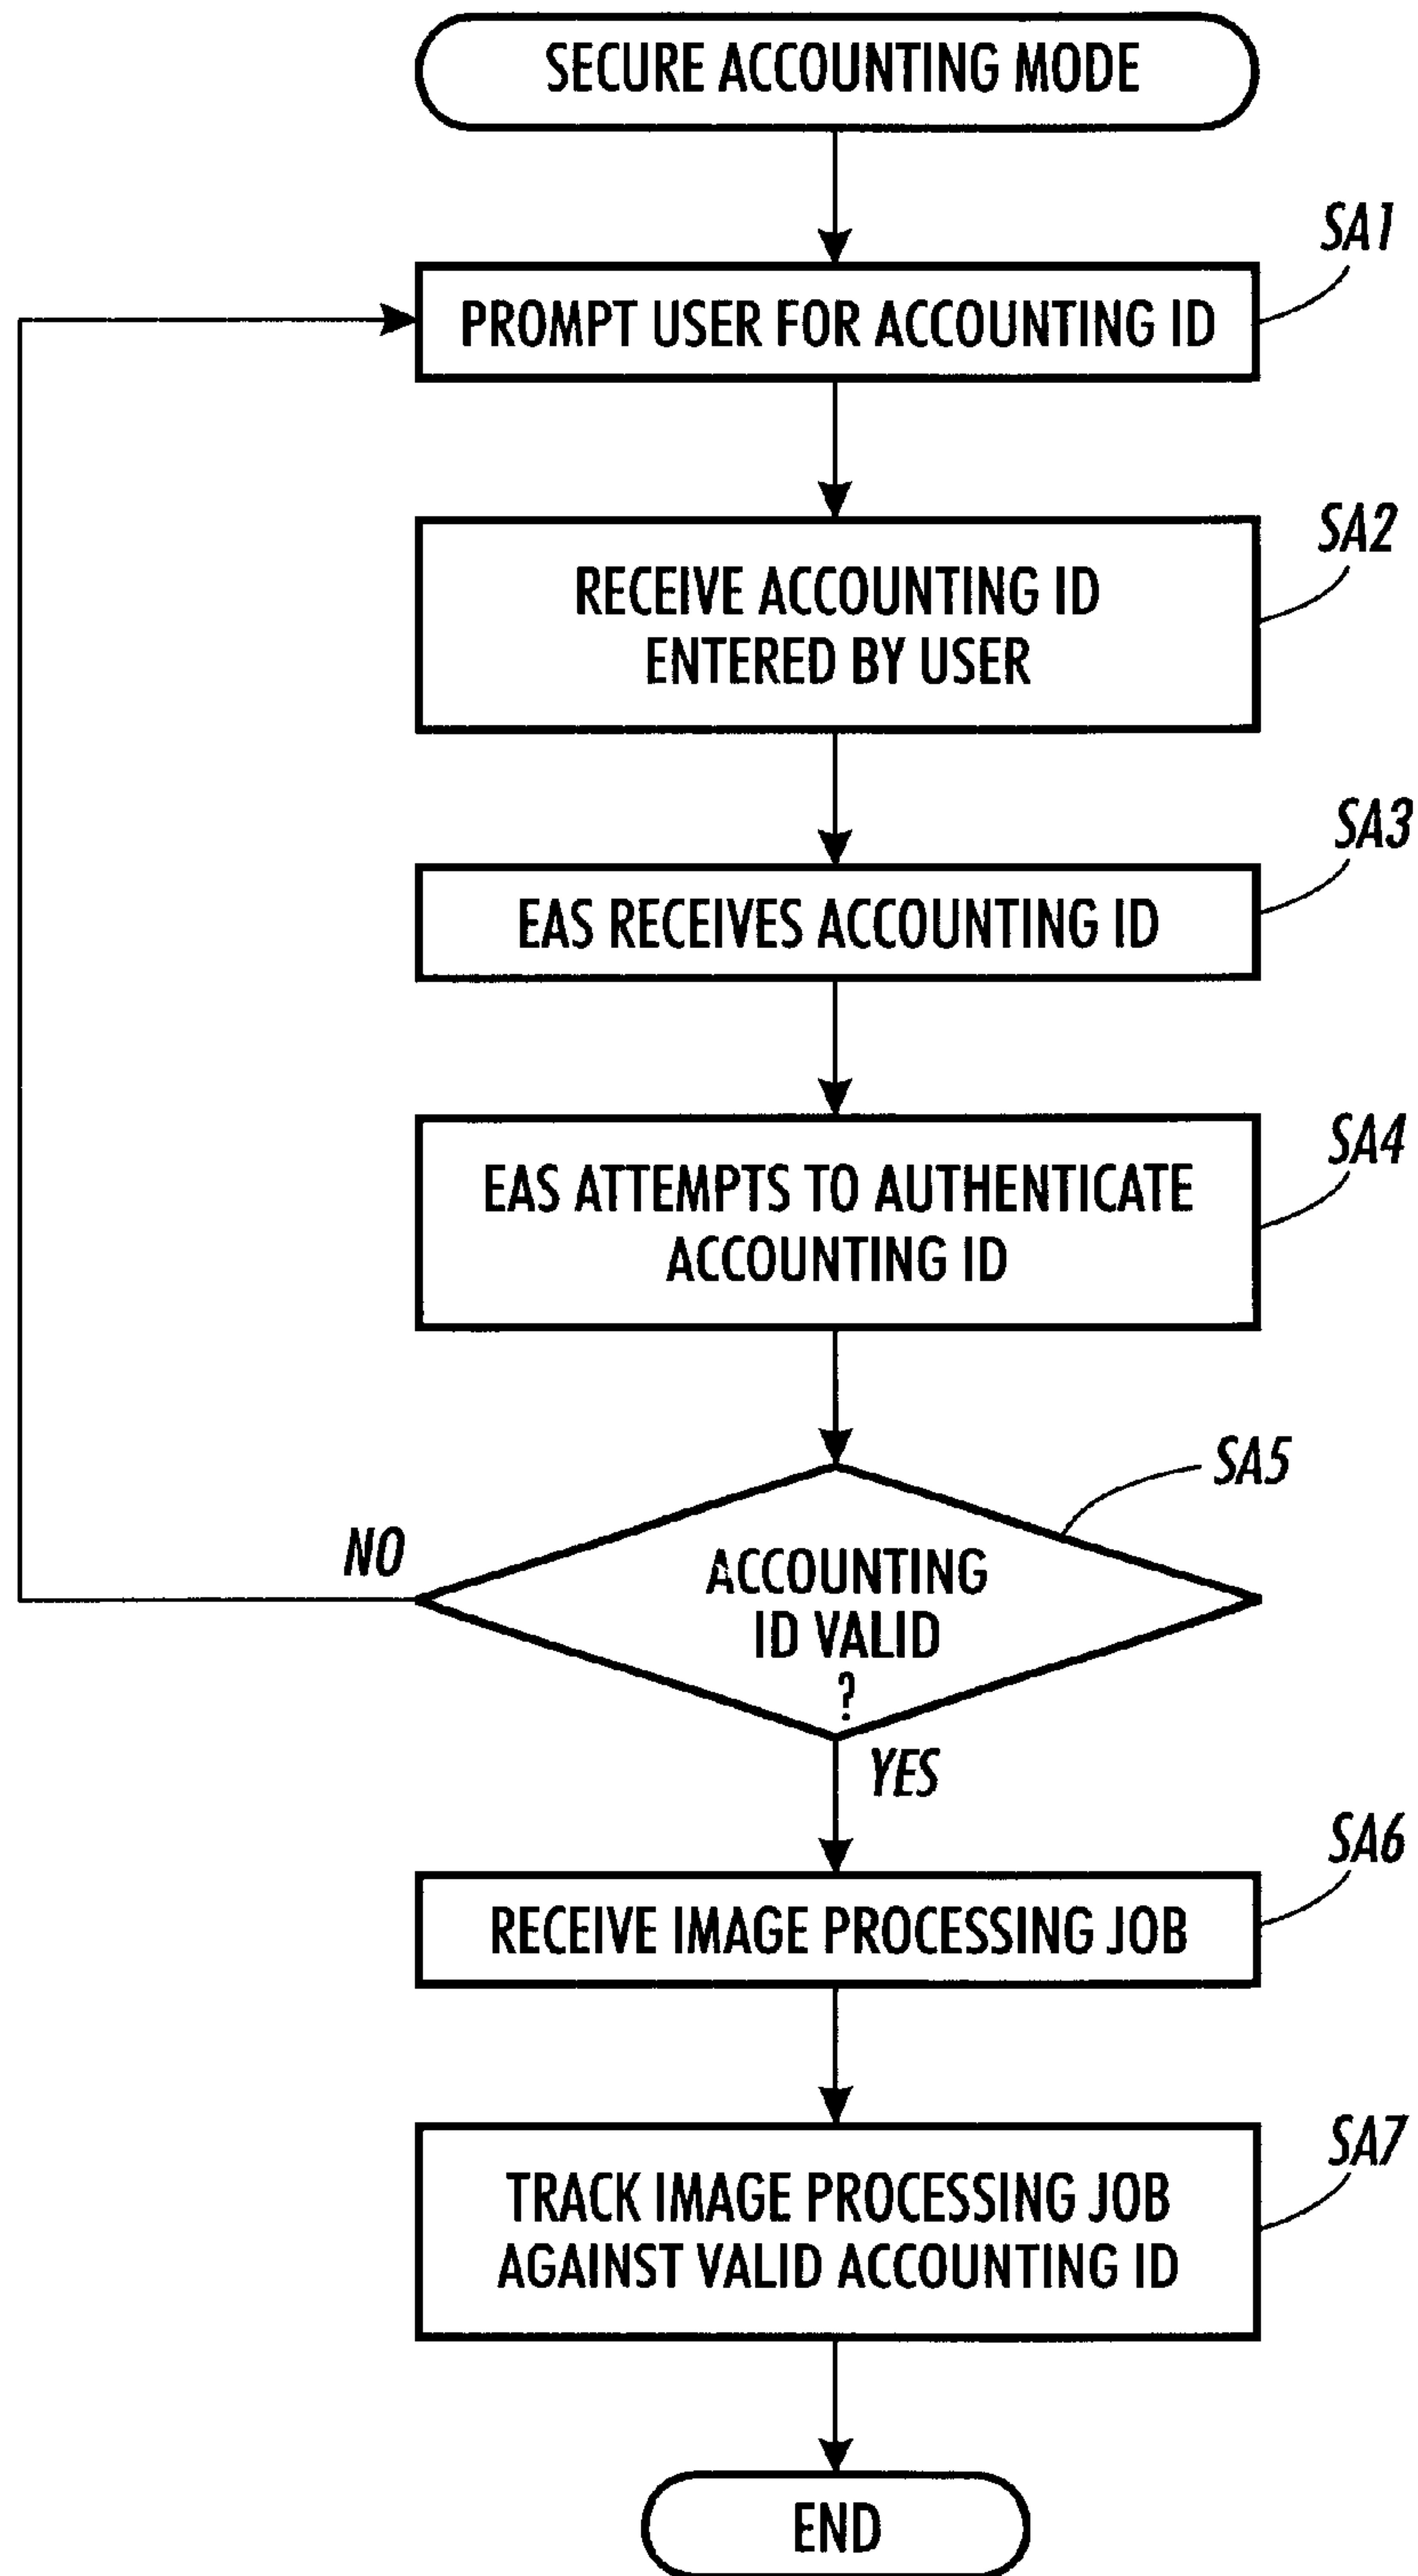 SECURE ACCOUNTING MODE
SA1
PROMPT USER FOR ACCOUNTING ID
SA2
RECEIVE ACCOUNTING ID
ENTERED BY USER
SA3
EAS RECEIVES ACCOUNTING ID
SA4
EAS ATTEMPTS TO AUTHENTICATE
ACCOUNTING ID
SA5
NO
ACCOUNTING
ID VALID
?
YES
SA6
RECEIVE IMAGE PROCESSING JOB
SA7
TRACK IMAGE PROCESSING JOB
AGAINST VALID ACCOUNTING ID
END